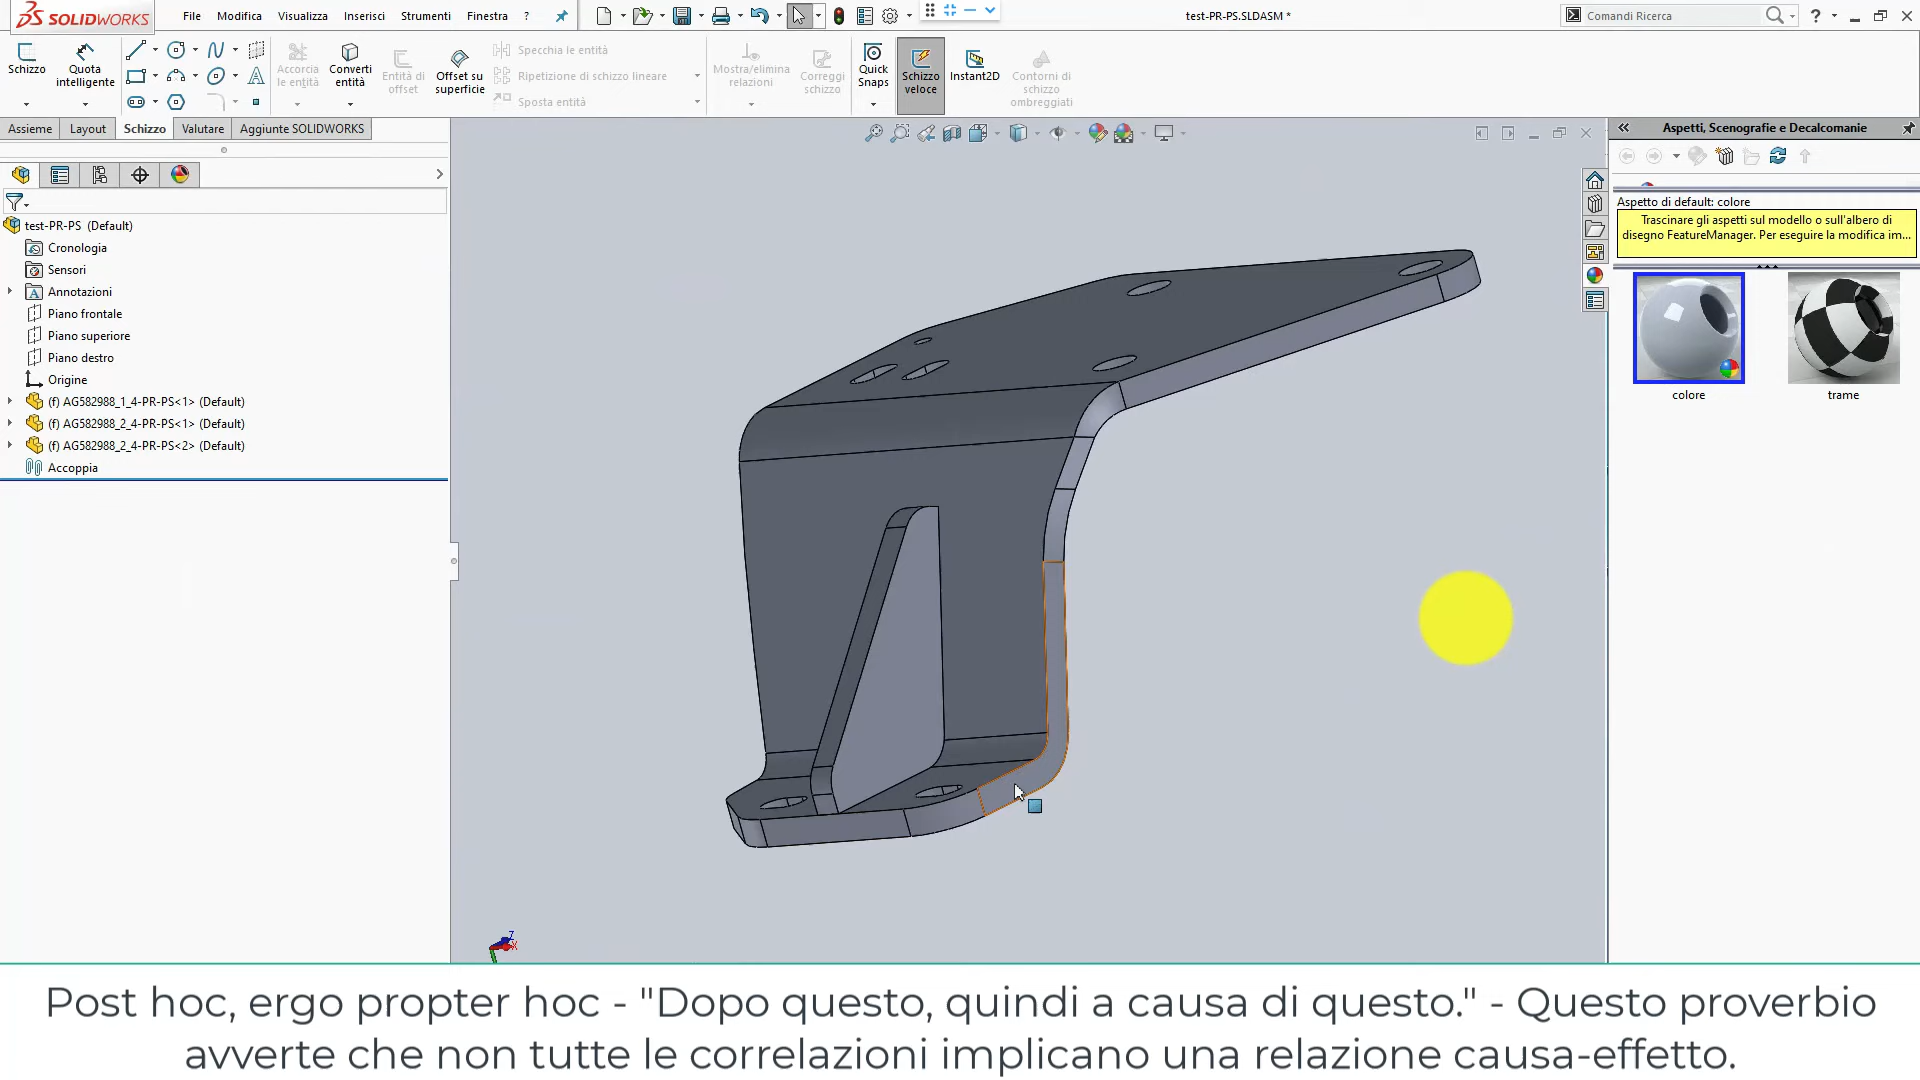 SOLIDWORKS
File Modifica Visualizza Inserisci Strumenti Finestra ?
test-PR-PS.SLDASM *
Comandi Ricerca
?
Schizzo
Quota intelligente
Accorcia le entità
Converti entità
Entità di offset
Offset su superficie
Specchia le entità
Ripetizione di schizzo lineare
Sposta entità
Mostra/elimina relazioni
Correggi schizzo
Quick Snaps
Schizzo veloce
Instant2D
Contorni di schizzo ombreggiati
Assieme Layout Schizzo Valutare Aggiunte SOLIDWORKS
test-PR-PS (Default)
Cronologia
Sensori
Annotazioni
Piano frontale
Piano superiore
Piano destro
Origine
(f) AG582988_1_4-PR-PS<1> (Default)
(f) AG582988_2_4-PR-PS<1> (Default)
(f) AG582988_2_4-PR-PS<2> (Default)
Accoppia
Aspetti, Scenografie e Decalcomanie
Aspetto di default: colore
Trascinare gli aspetti sul modello o sull'albero di
disegno FeatureManager. Per eseguire la modifica im...
colore
trame
Z
X
Post hoc, ergo propter hoc - "Dopo questo, quindi a causa di questo." - Questo proverbio
avverte che non tutte le correlazioni implicano una relazione causa-effetto.